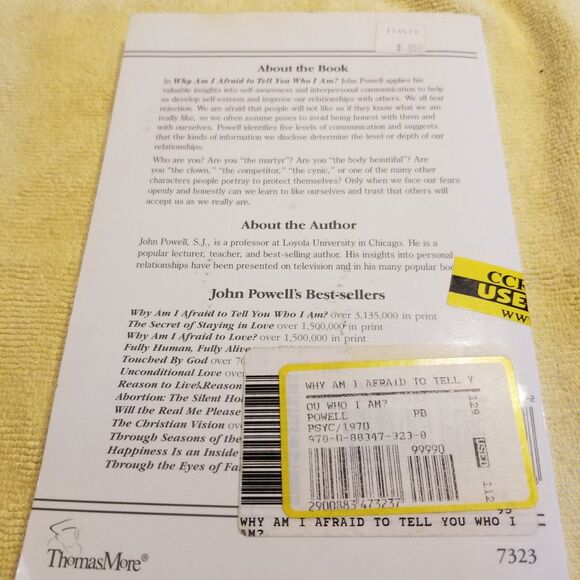 114670
$ .90
About the Book
In Why Am I Afraid to Tell You Who I Am? John Powell applies his
valuable insights into self-awareness and interpersonal communication to help
us develop self-esteem and improve our relationships with others. We all fear
rejection. We are afraid that people will not like us if they know what we are
really like, so we often assume poses to avoid being honest with them and
with ourselves. Powell identifies five levels of communication and suggests
that the kinds of information we disclose determine the level or depth of our
relationships.
Who are you? Are you "the martyr"? Are you "the body beautiful"? Are
you "the clown," "the competitor," "the cynic," or one of the many other
characters people portray to protect themselves? Only when we face our fears
openly and honestly can we learn to like ourselves and trust that others will
accept us as we really are.
About the Author
John Powell, S.J., is a professor at Loyola University in Chicago. He is a
popular lecturer, teacher, and best-selling author. His insights into personal
relationships have been presented on television and in his many popular boo
John Powell's Best-sellers
Why Am I Afraid to Tell You Who I Am? over 3,135,000 in print
The Secret of Staying in Love over 1,500,000 in print
Why Am I Afraid to Love? over 1,500,000 in print
Fully Human, Fully Alive
Touched By God over
Unconditional Love over
Reason to Live, Reason
Abortion: The Silent Ho
Will the Real Me Please
The Christian Vision ov
Through Seasons of the
Happiness Is an Inside
Through the Eyes of Fa
CCR
USE
WW
WHY AM I AFRAID TO TELL Y
OU WHO I AM?
POWELL PB
PSYC/1970
978-0-88347-323-8
99990
2900883 473237
129
USED
112
95
WHY AM I AFRAID TO TELL YOU WHO I
AM?
ThomasMore®
7323